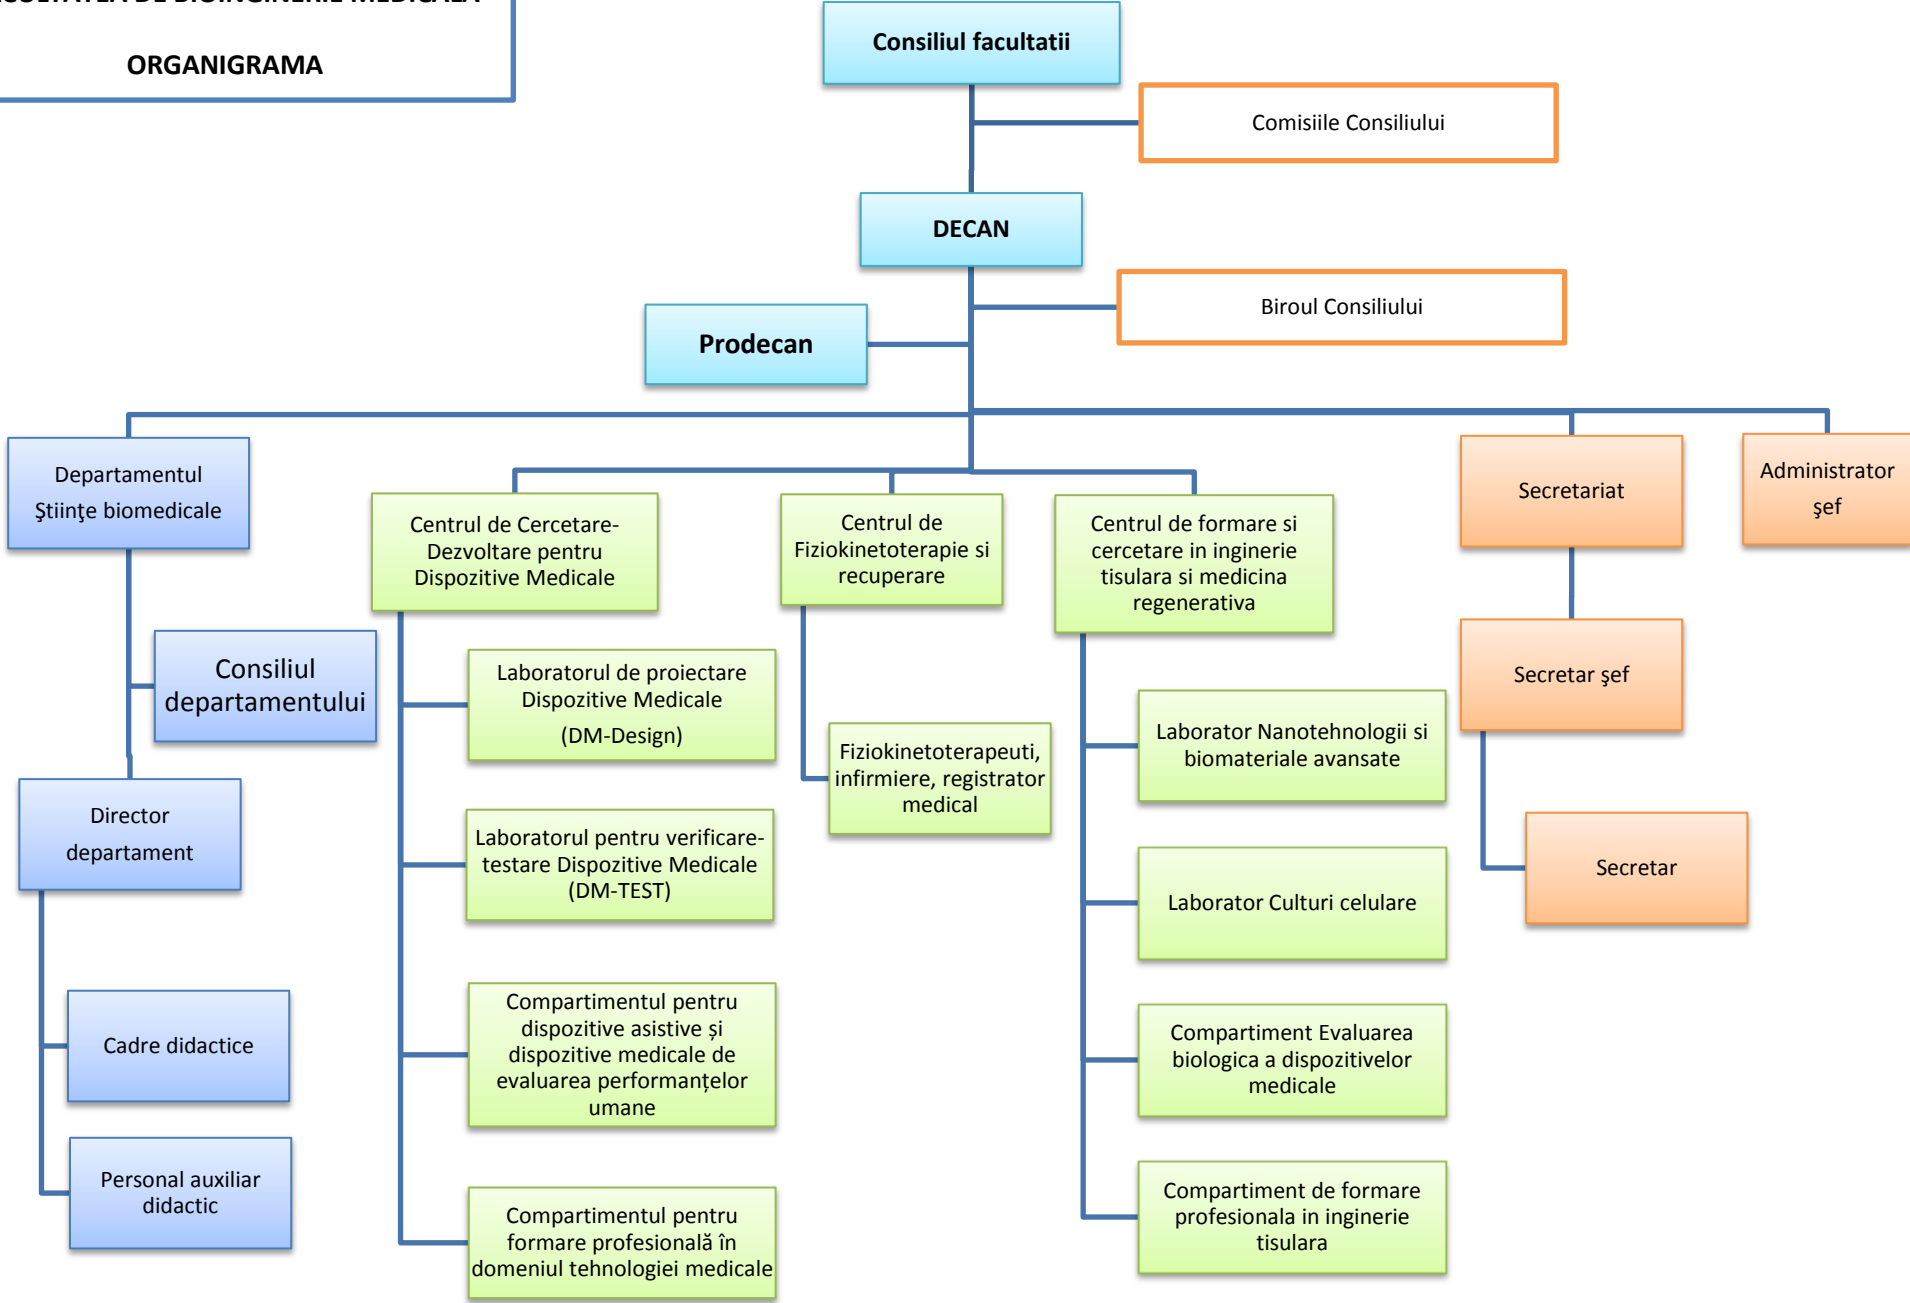 DE BIOINGINERIE MEDICALA
ORGANIGRAMA
Consiliul facultatii
Comisiile Consiliului
DECAN
Biroul Consiliului
Prodecan
Departamentul
Ştiinţe biomedicale
Consiliul
departamentului
Director
departament
Cadre didactice
Personal auxiliar
didactic
Centrul de Cercetare-
Dezvoltare pentru
Dispozitive Medicale
Laboratorul de proiectare
Dispozitive Medicale
(DM-Design)
Laboratorul pentru verificare-
testare Dispozitive Medicale
(DM-TEST)
Compartimentul pentru
dispozitive asistive și
dispozitive medicale de
evaluarea performanțelor
umane
Compartimentul pentru
formare profesională în
domeniul tehnologiei medicale
Centrul de
Fiziokinetoterapie si
recuperare
Fiziokinetoterapeuti,
infirmiere, registrator
medical
Centrul de formare si
cercetare in inginerie
tisulara si medicina
regenerativa
Laborator Nanotehnologii si
biomateriale avansate
Laborator Culturi celulare
Compartiment Evaluarea
biologica a dispozitivelor
medicale
Compartiment de formare
profesionala in inginerie
tisulara
Secretariat
Secretar şef
Secretar
Administrator
şef